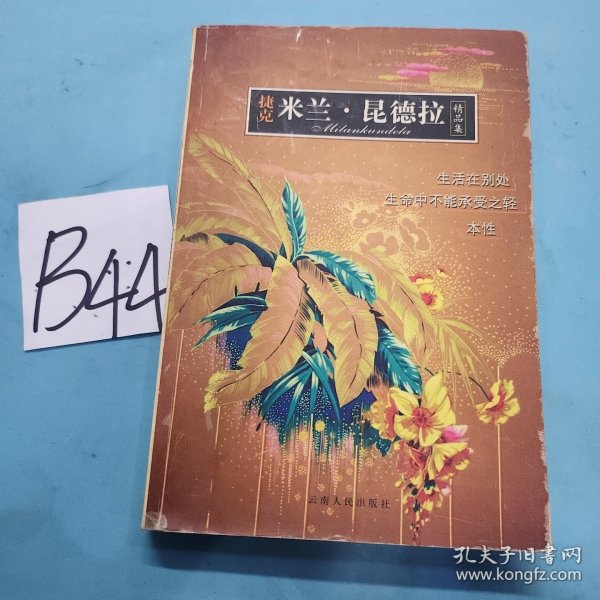 B44
捷克
米兰·昆德拉
精品集
Milankundela
生活在别处
生命中不能承受之轻
本性
云南人民出版社
孔夫子旧书网
www.kongfz.com